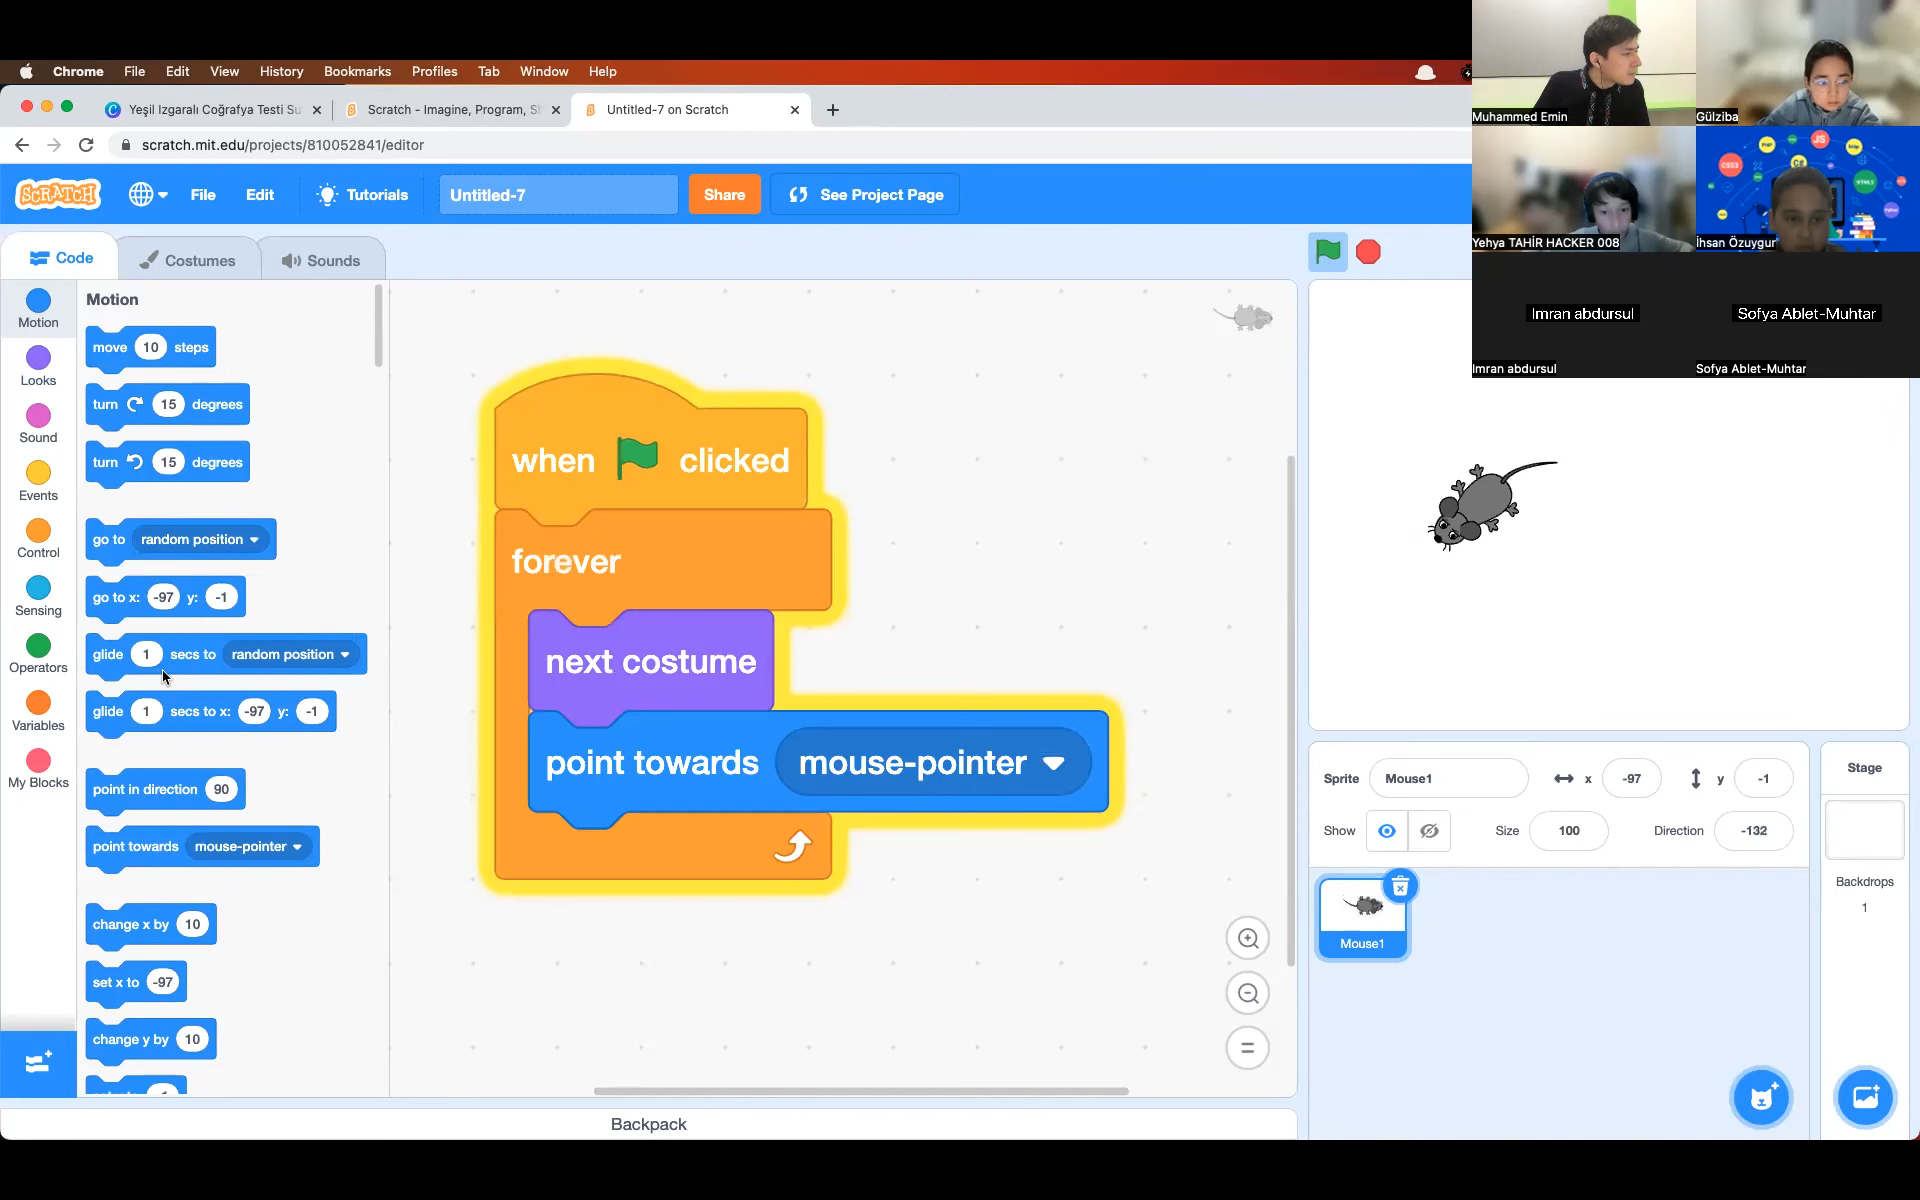 Chrome File Edit View History Bookmarks Profiles Tab Window Help
Yeşil Izgaralı Coğrafya Testi Su
Scratch - Imagine, Program, S
Untitled-7 on Scratch
scratch.mit.edu/projects/810052841/editor
SCRATCH
File
Edit
Tutorials
Untitled-7
Share
See Project Page
Code
Costumes
Sounds
Motion
Looks
Sound
Events
Control
Sensing
Operators
Variables
My Blocks
Motion
move 10 steps
turn 15 degrees
turn 15 degrees
go to random position
go to x: -97 y: -1
glide 1 secs to random position
glide 1 secs to x: -97 y: -1
point in direction 90
point towards mouse-pointer
change x by 10
set x to -97
change y by 10
when clicked
forever
next costume
point towards mouse-pointer
Backpack
Muhammed Emin
Gülziba
Yehya TAHİR HACKER 008
İhsan Özuygur
Imran abdursul
Sofya Ablet-Muhtar
Imran abdursul
Sofya Ablet-Muhtar
Sprite Mouse1 x -97 y -1
Show Size 100 Direction -132
Mouse1
Stage
Backdrops
1